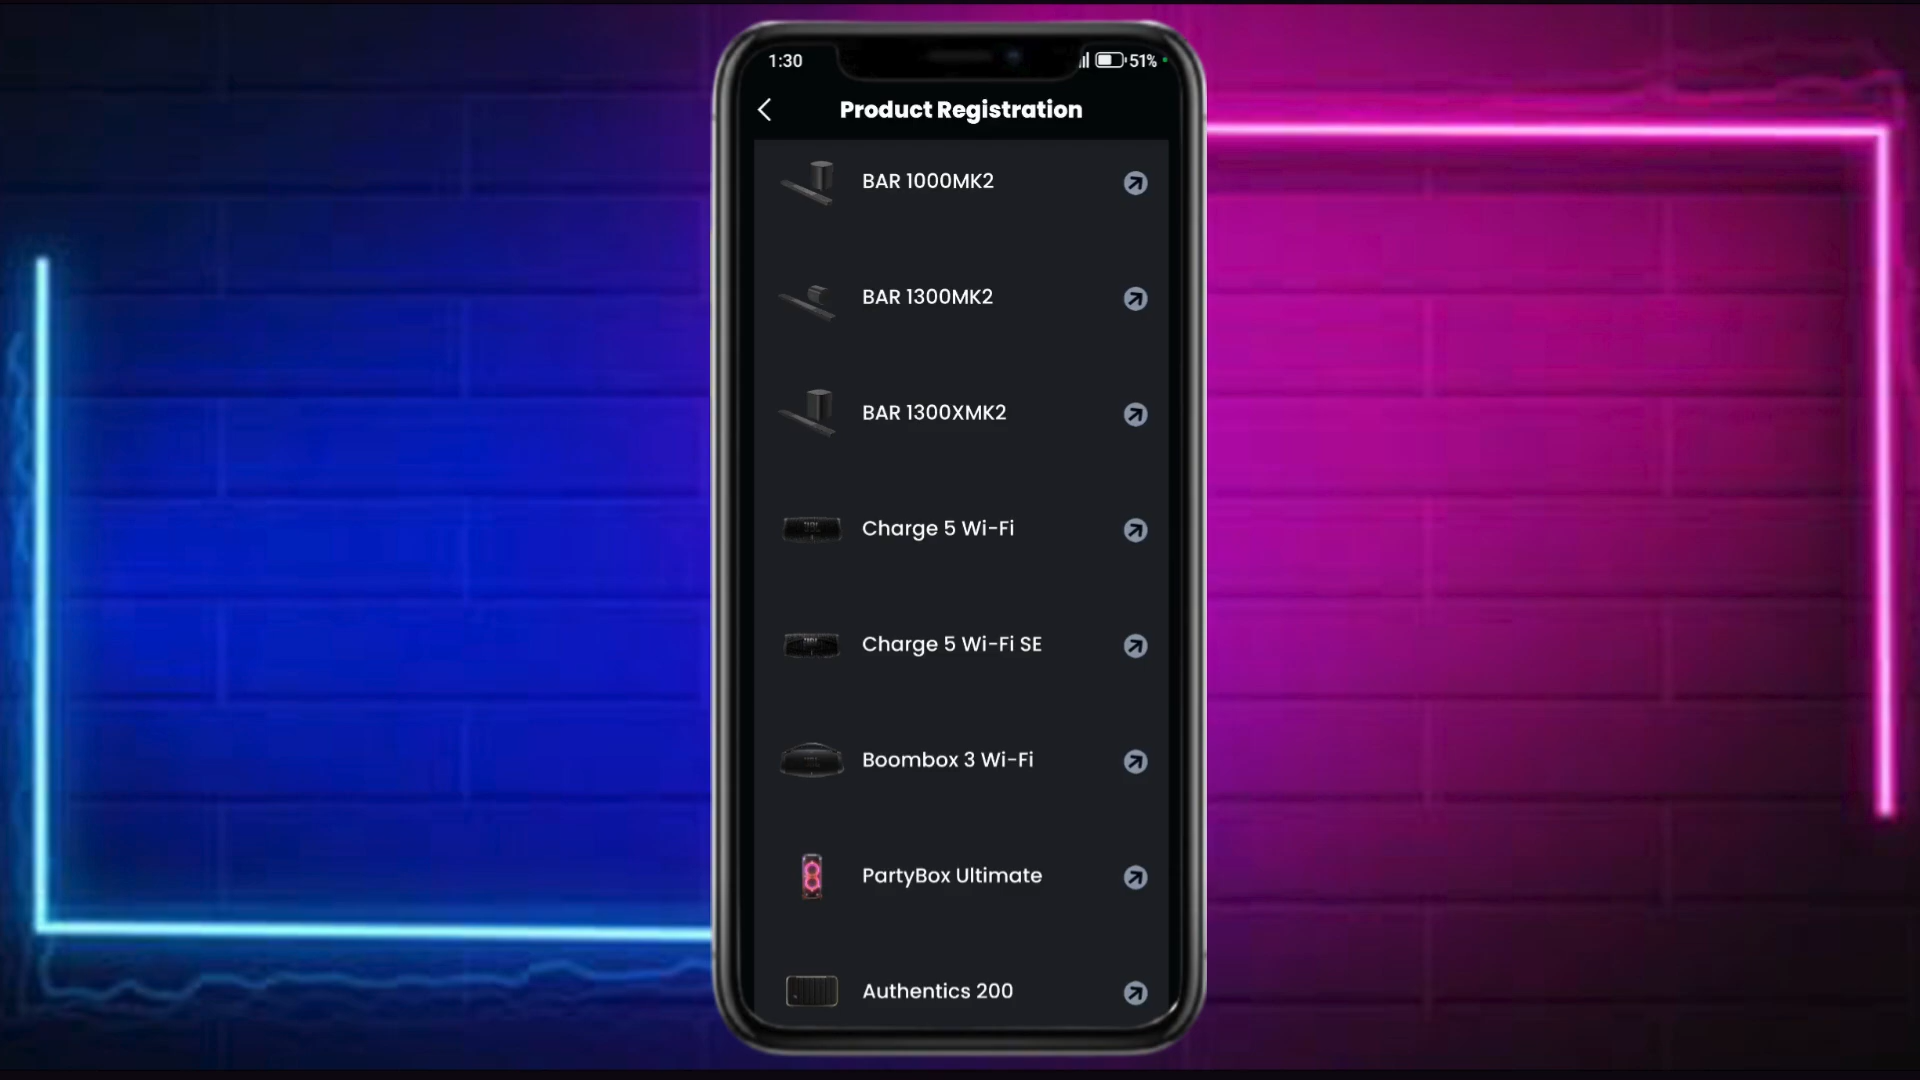 1:30
51%
Product Registration
BAR 1000MK2
BAR 1300MK2
BAR 1300XMK2
Charge 5 Wi-Fi
Charge 5 Wi-Fi SE
Boombox 3 Wi-Fi
PartyBox Ultimate
Authentics 200